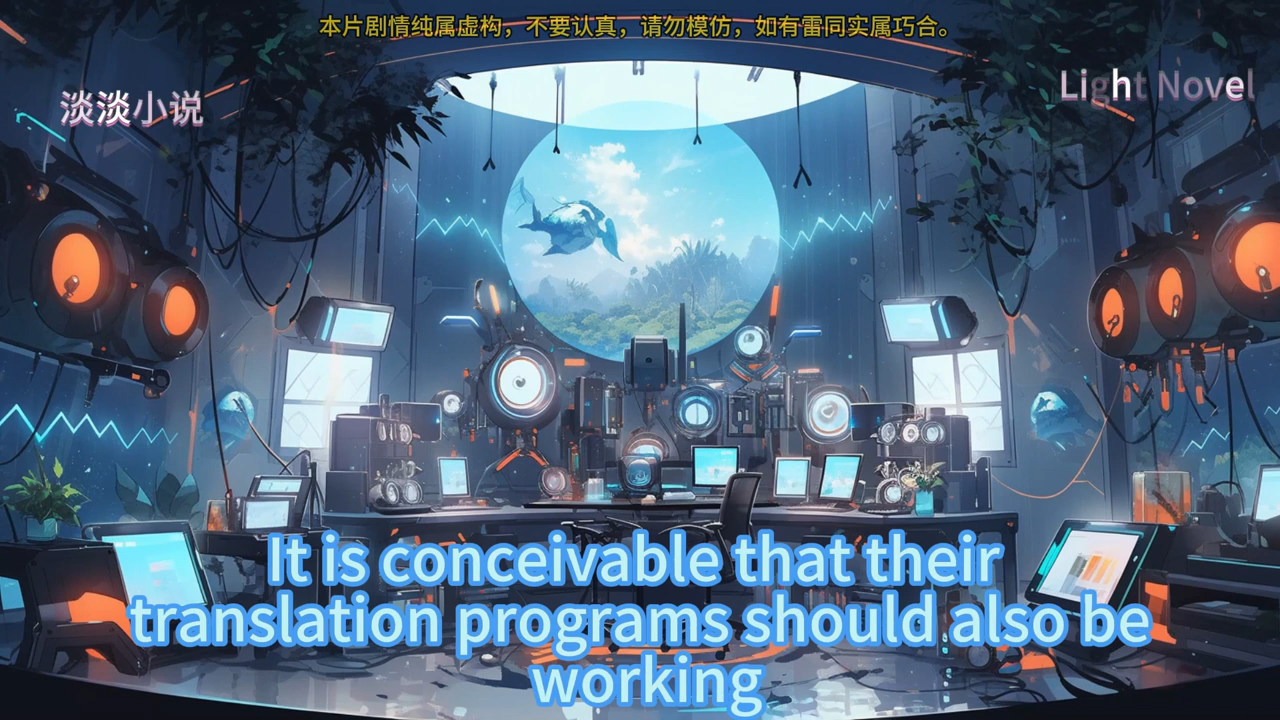 本片剧情纯属虚构，不要认真，请勿模仿，如有雷同实属巧合。
淡淡小说
Light Novel
It is conceivable that their
translation programs should also be
working